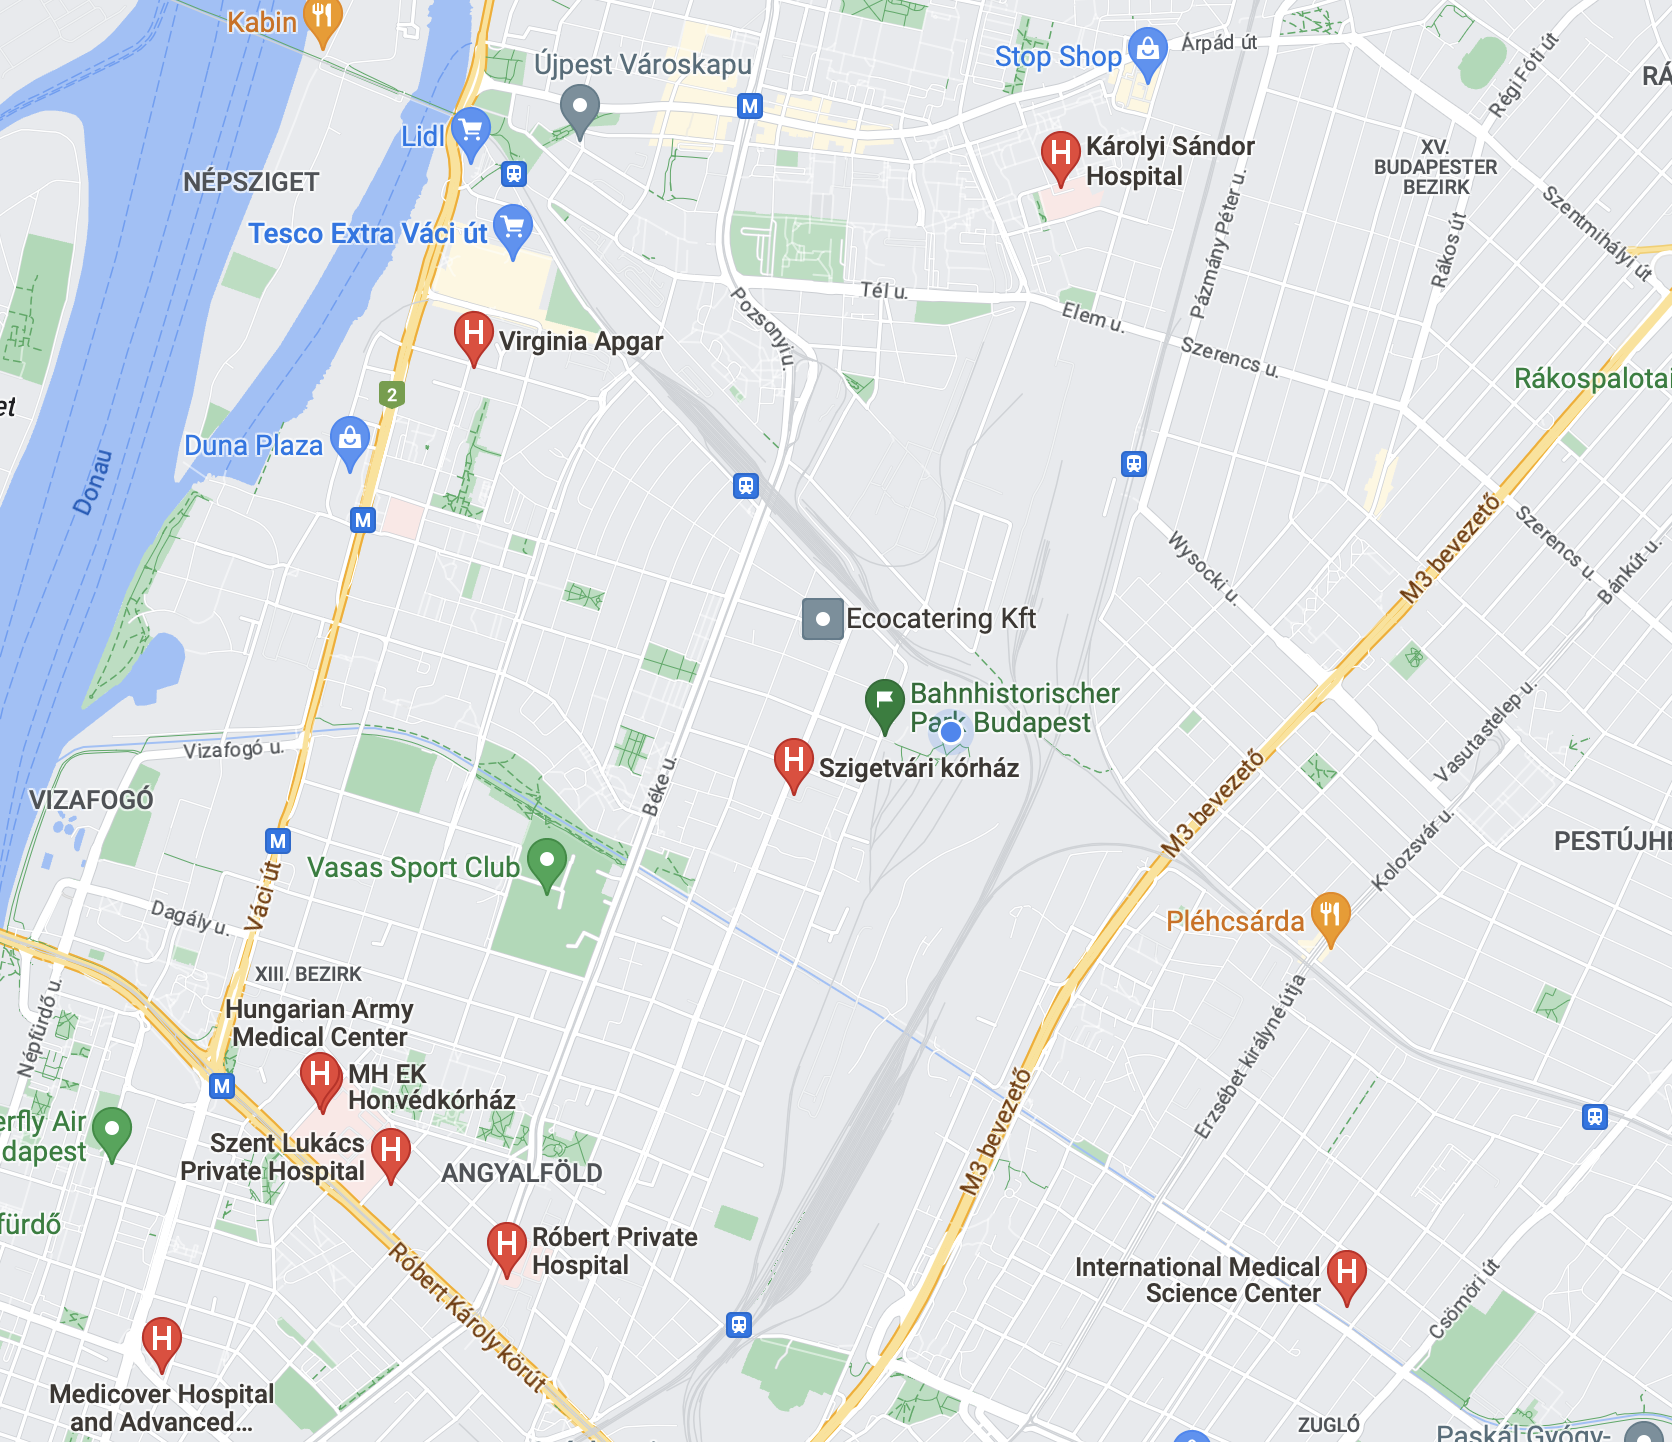 Kabin
Újpest Városkapu
Stop Shop
Árpád út
Régi Fóti út
RÁ
M
Lidl
NÉPSZIGET
Károlyi Sándor
Hospital
XV.
BUDAPESTER
BEZIRK
Pázmány Péter u.
Rákos út
Szentmihályi út
Tesco Extra Váci út
Tél u.
Elem u.
Pozsonyi u.
Szerencs u.
Virginia Apgar
Rákospalotai
2
et
Duna Plaza
Donau
M
M3 bevezető
Szerencs u.
Bánkút u.
Wysocki u.
Ecocatering Kft
Bahnhistorischer
Park Budapest
Szigetvári kórház
Vizafogó u.
Béke u.
Vasutastelep u.
VIZAFOGÓ
M
M3 bevezető
Kolozsvár u.
PESTÚJHE
Vasas Sport Club
Váci út
Dagály u.
Pléhcsárda
XIII. BEZIRK
Hungarian Army
Medical Center
Népfürdő u.
MH EK
Honvédkórház
M
Erzsébet királyné útja
M3 bevezető
erfly Air
dapest
Szent Lukács
Private Hospital
ANGYALFÖLD
fürdő
Róbert Private
Hospital
Róbert Károly körút
International Medical
Science Center
Csömöri út
Medicover Hospital
and Advanced...
ZUGLÓ
Paskál Gyógy-